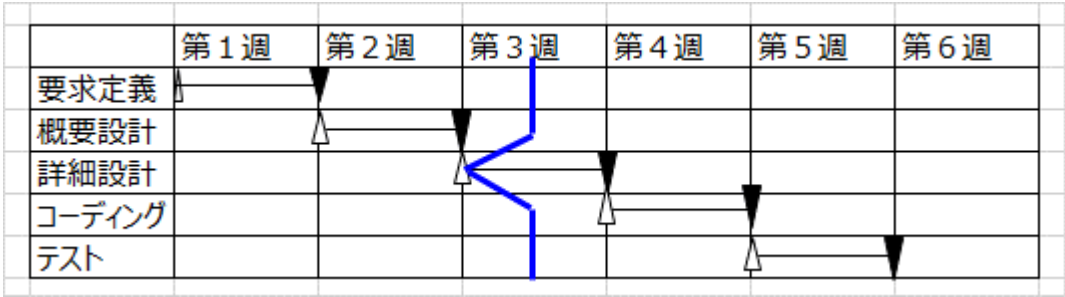 第１週 第２週 第３週 第４週 第５週 第６週
要求定義
概要設計
詳細設計
コーディング
テスト